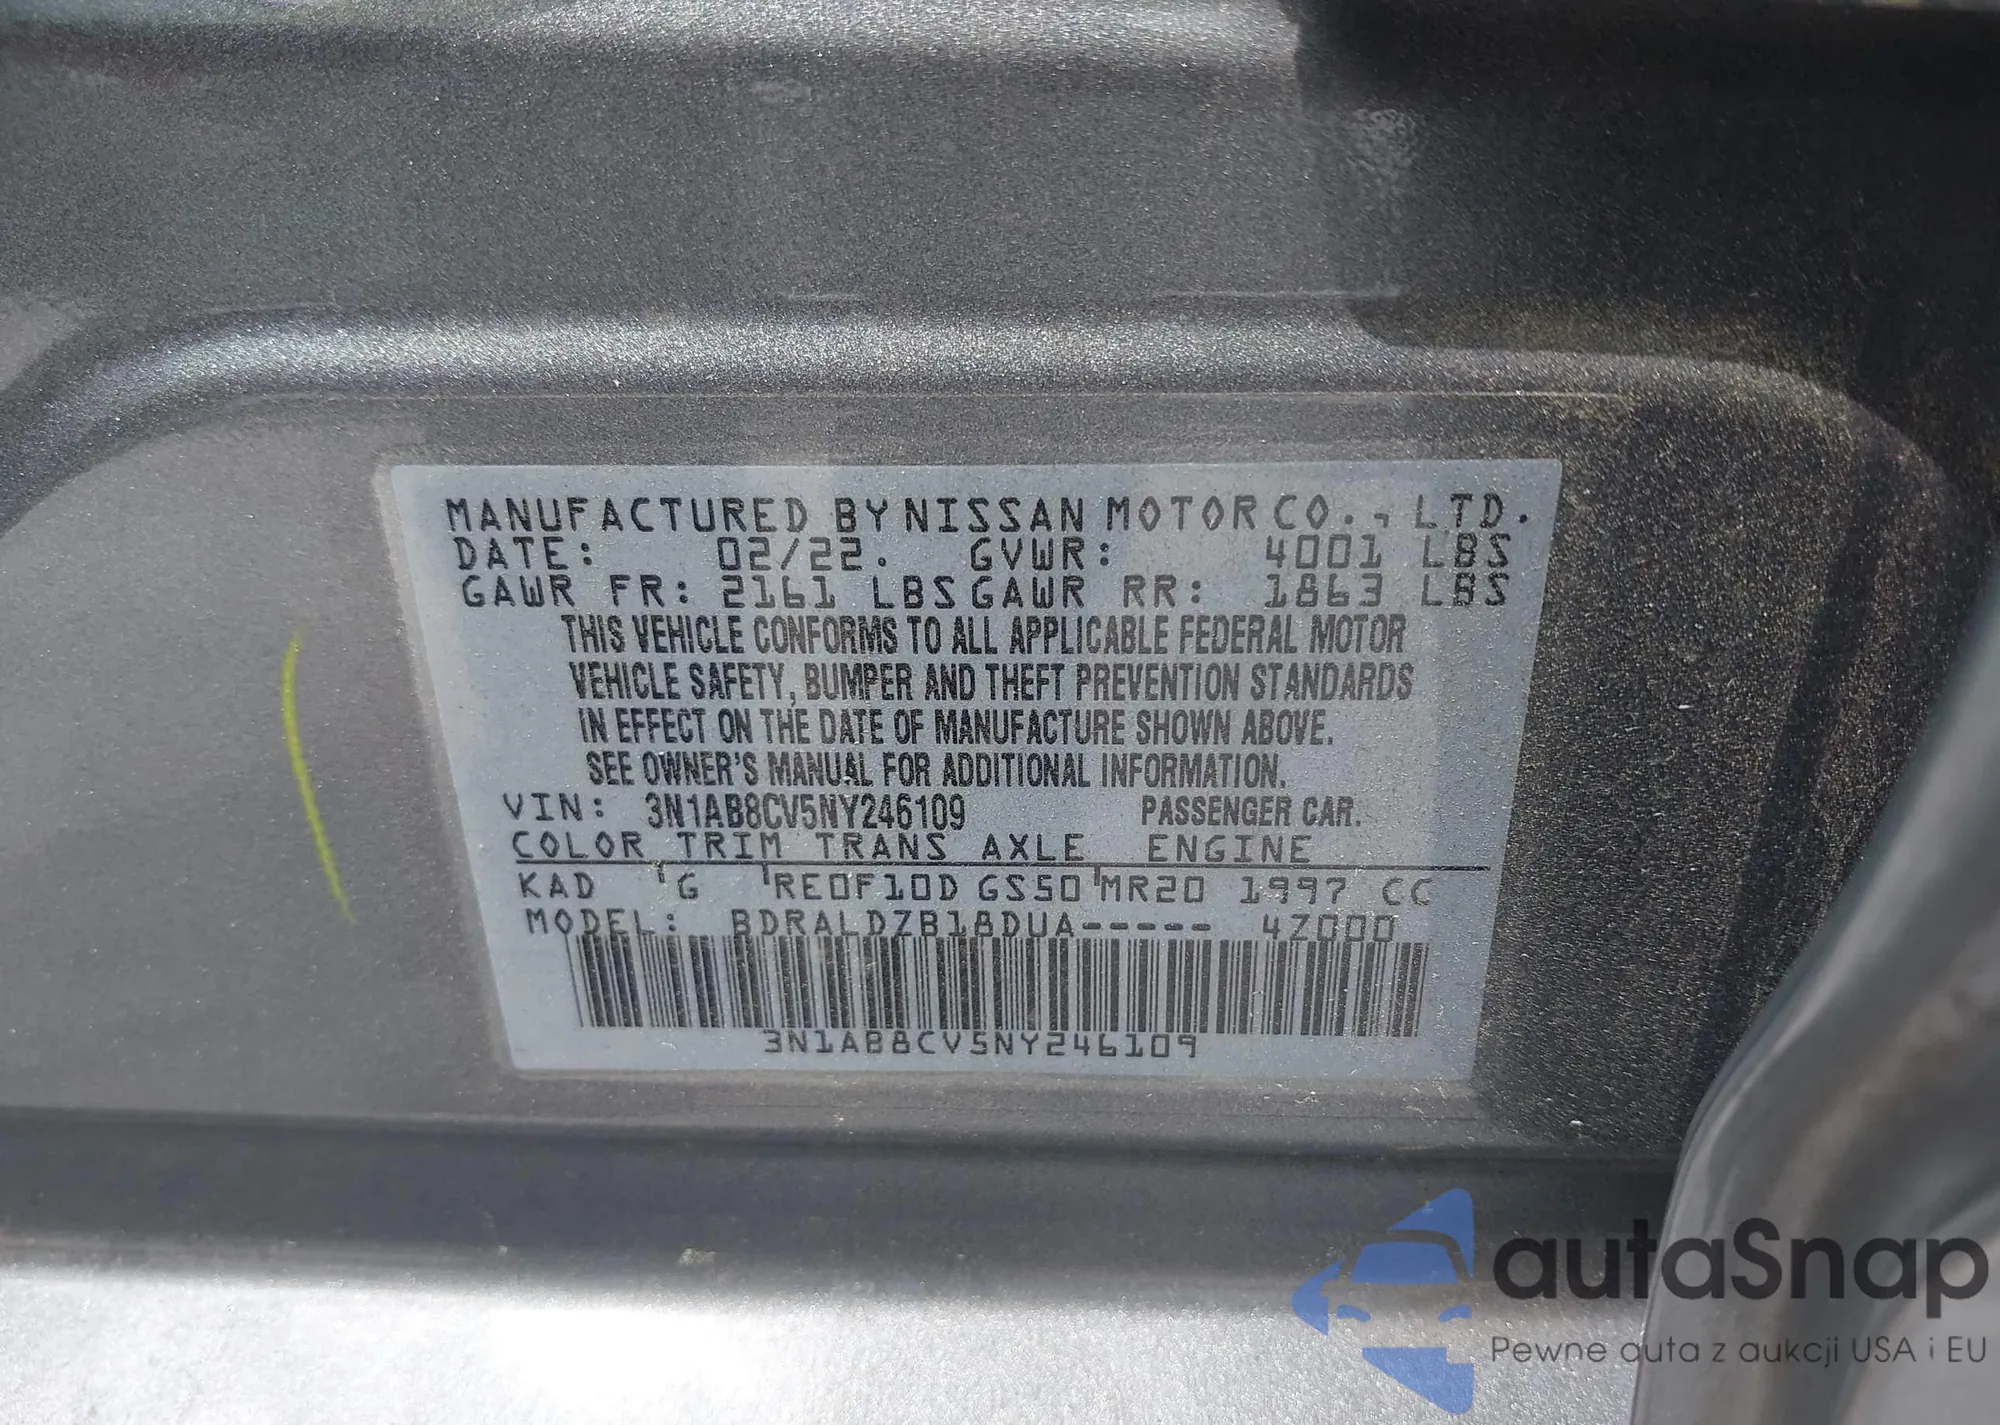 MANUFACTURED BY NISSAN MOTOR CO., LTD.
DATE: 02/22. GVWR: 4001 LBS
GAWR FR: 2161 LBS GAWR RR: 1863 LBS
THIS VEHICLE CONFORMS TO ALL APPLICABLE FEDERAL MOTOR
VEHICLE SAFETY, BUMPER AND THEFT PREVENTION STANDARDS
IN EFFECT ON THE DATE OF MANUFACTURE SHOWN ABOVE.
SEE OWNER'S MANUAL FOR ADDITIONAL INFORMATION.
VIN: 3N1AB8CV5NY246109 PASSENGER CAR.
COLOR TRIM TRANS AXLE ENGINE
KAD G RE0F10D GS50 MR20 1997 CC
MODEL: BDRALDZB18DUA----- 4Z000
3N1AB8CV5NY246109
autaSnap
Pewne auta z aukcji USA i EU